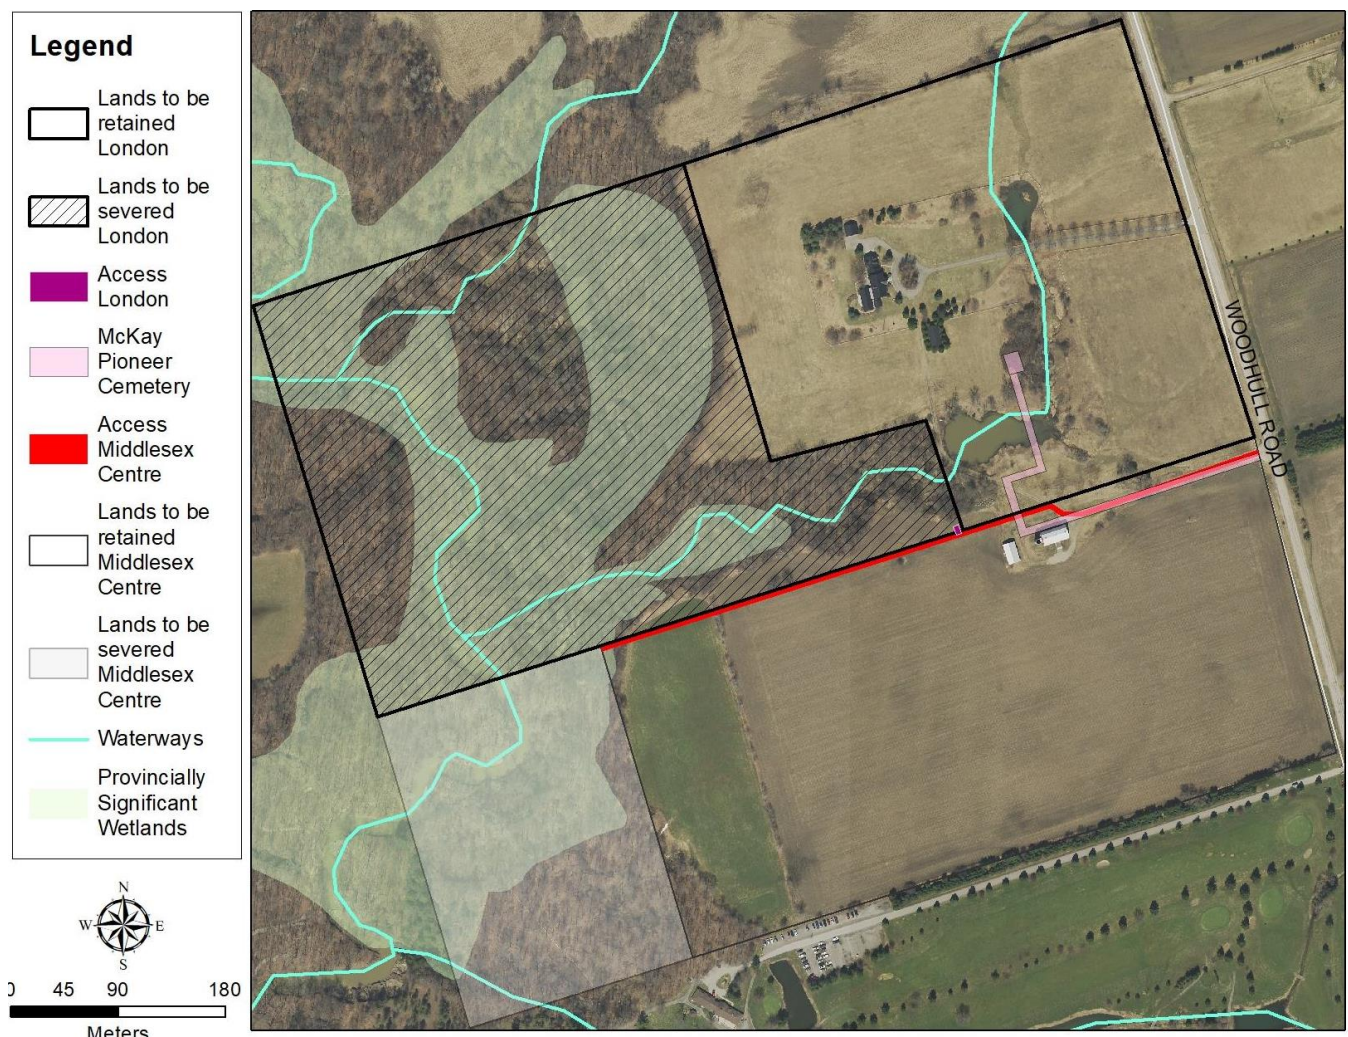 Legend
Lands to be
retained
London
Lands to be
severed
London
Access
London
McKay
Pioneer
Cemetery
Access
Middlesex
Centre
Lands to be
retained
Middlesex
Centre
Lands to be
severed
Middlesex
Centre
Waterways
Provincially
Significant
Wetlands
N
W E
S
0 45 90 180
Meters
WOODHULL ROAD